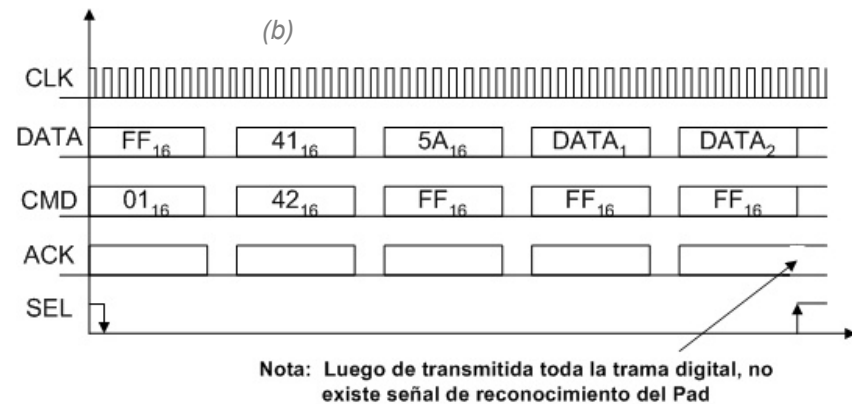 (b)
CLK
DATA FF₁₆ 41₁₆ 5A₁₆ DATA₁ DATA₂
CMD 01₁₆ 42₁₆ FF₁₆ FF₁₆ FF₁₆
ACK
SEL
Nota: Luego de transmitida toda la trama digital, no
existe señal de reconocimiento del Pad